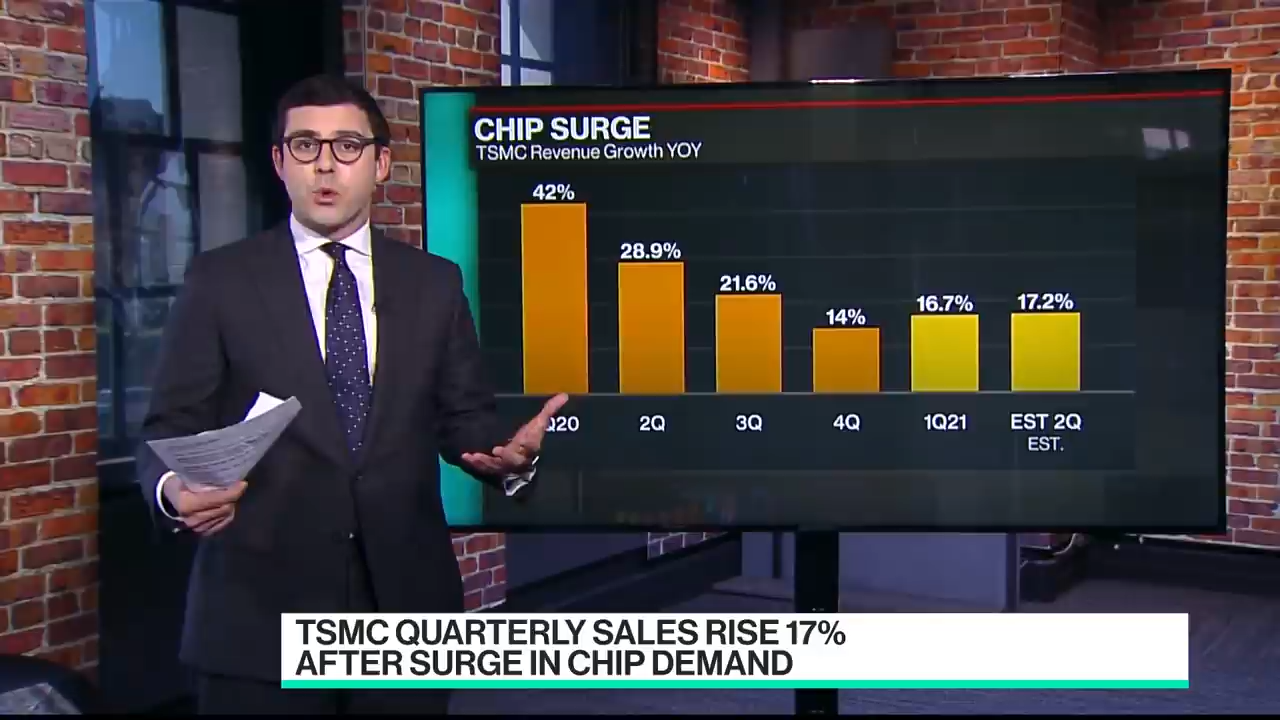 CHIP SURGE
TSMC Revenue Growth YOY
42%
28.9%
21.6%
14%
16.7%
17.2%
Q20
2Q
3Q
4Q
1Q21
EST 2Q
EST.
TSMC QUARTERLY SALES RISE 17%
AFTER SURGE IN CHIP DEMAND